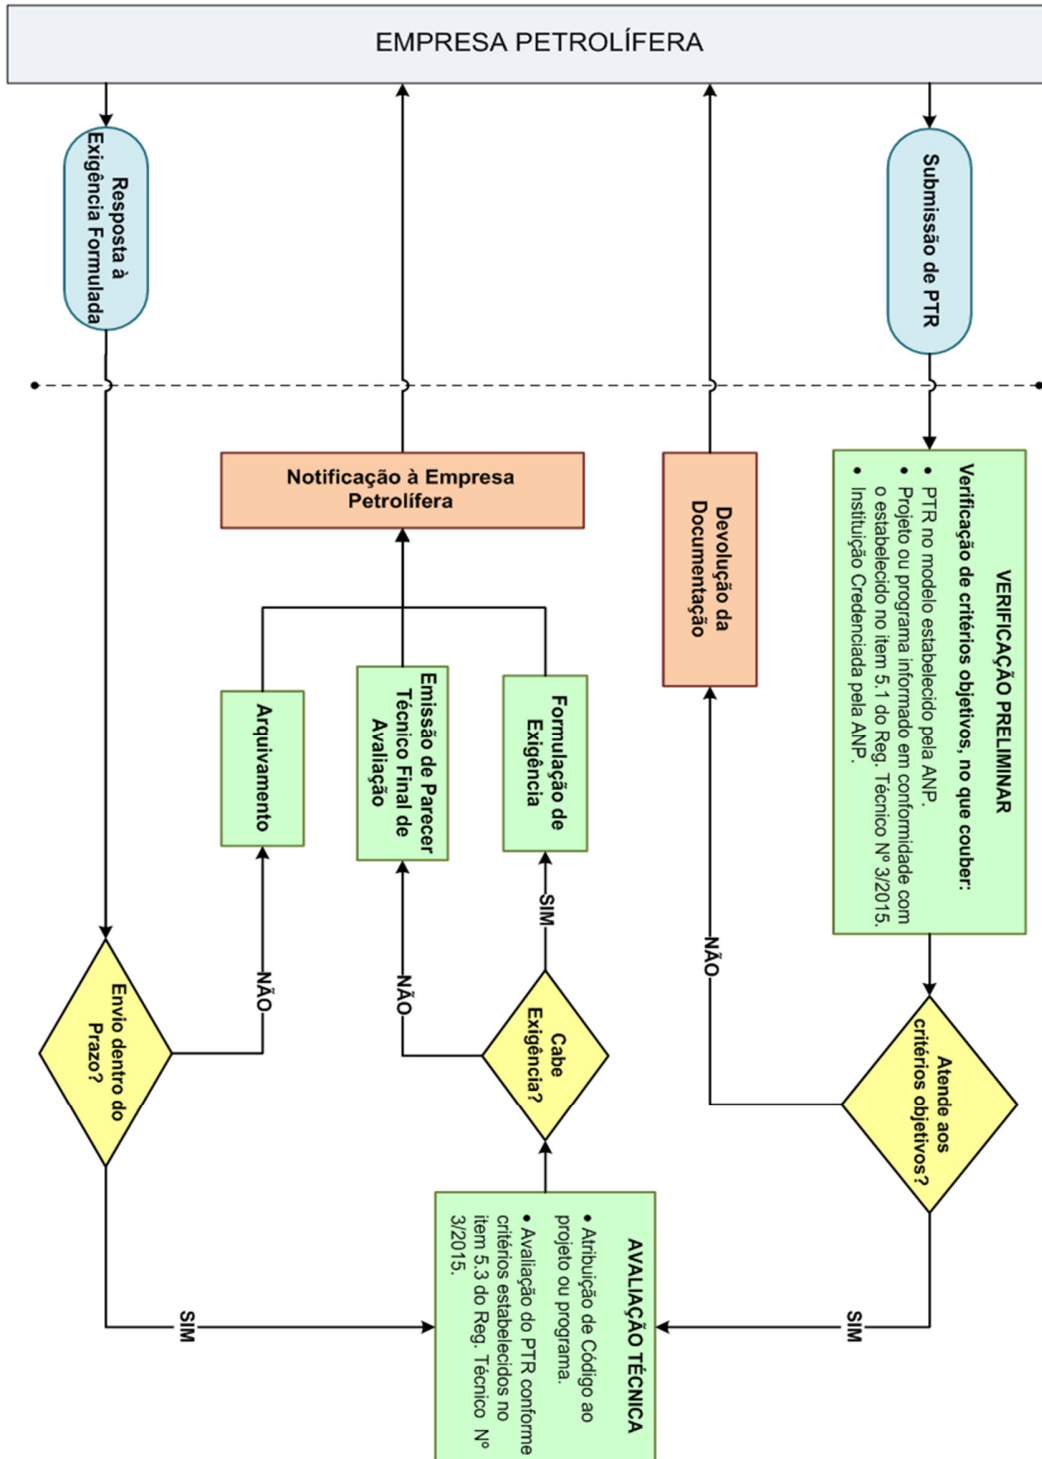 EMPRESA PETROLÍFERA
Submissão de PTR
Resposta à
Exigência Formulada
VERIFICAÇÃO PRELIMINAR
Verificação de critérios objetivos, no que couber:
• PTR no modelo estabelecido pela ANP.
• Projeto ou programa informado em conformidade com
o estabelecido no item 5.1 do Reg. Técnico Nº 3/2015.
• Instituição Credenciada pela ANP.
Devolução da
Documentação
Notificação à Empresa
Petrolífera
Formulação de
Exigência
Emissão de Parecer
Técnico Final de
Avaliação
Arquivamento
SIM
NÃO
NÃO
NÃO
Atende aos
critérios objetivos?
Cabe
Exigência?
Envio dentro do
Prazo?
AVALIAÇÃO TÉCNICA
• Atribuição de Código ao
projeto ou programa.
• Avaliação do PTR conforme
critérios estabelecidos no
item 5.3 do Reg. Técnico Nº
3/2015.
SIM
SIM